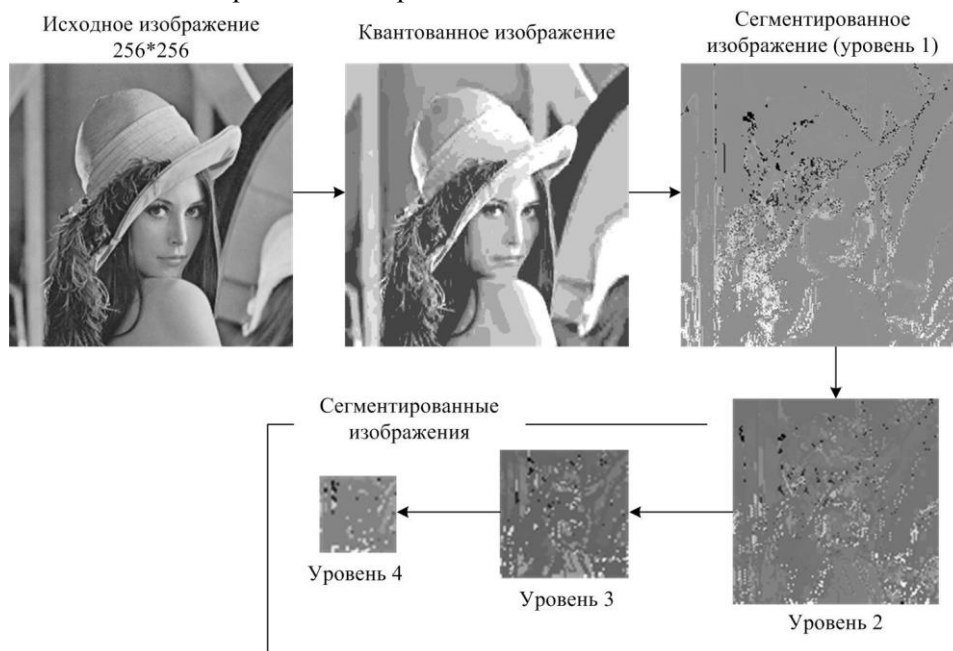 Исходное изображение
256*256
Квантованное изображение
Сегментированное
изображение (уровень 1)
Сегментированные
изображения
Уровень 4
Уровень 3
Уровень 2